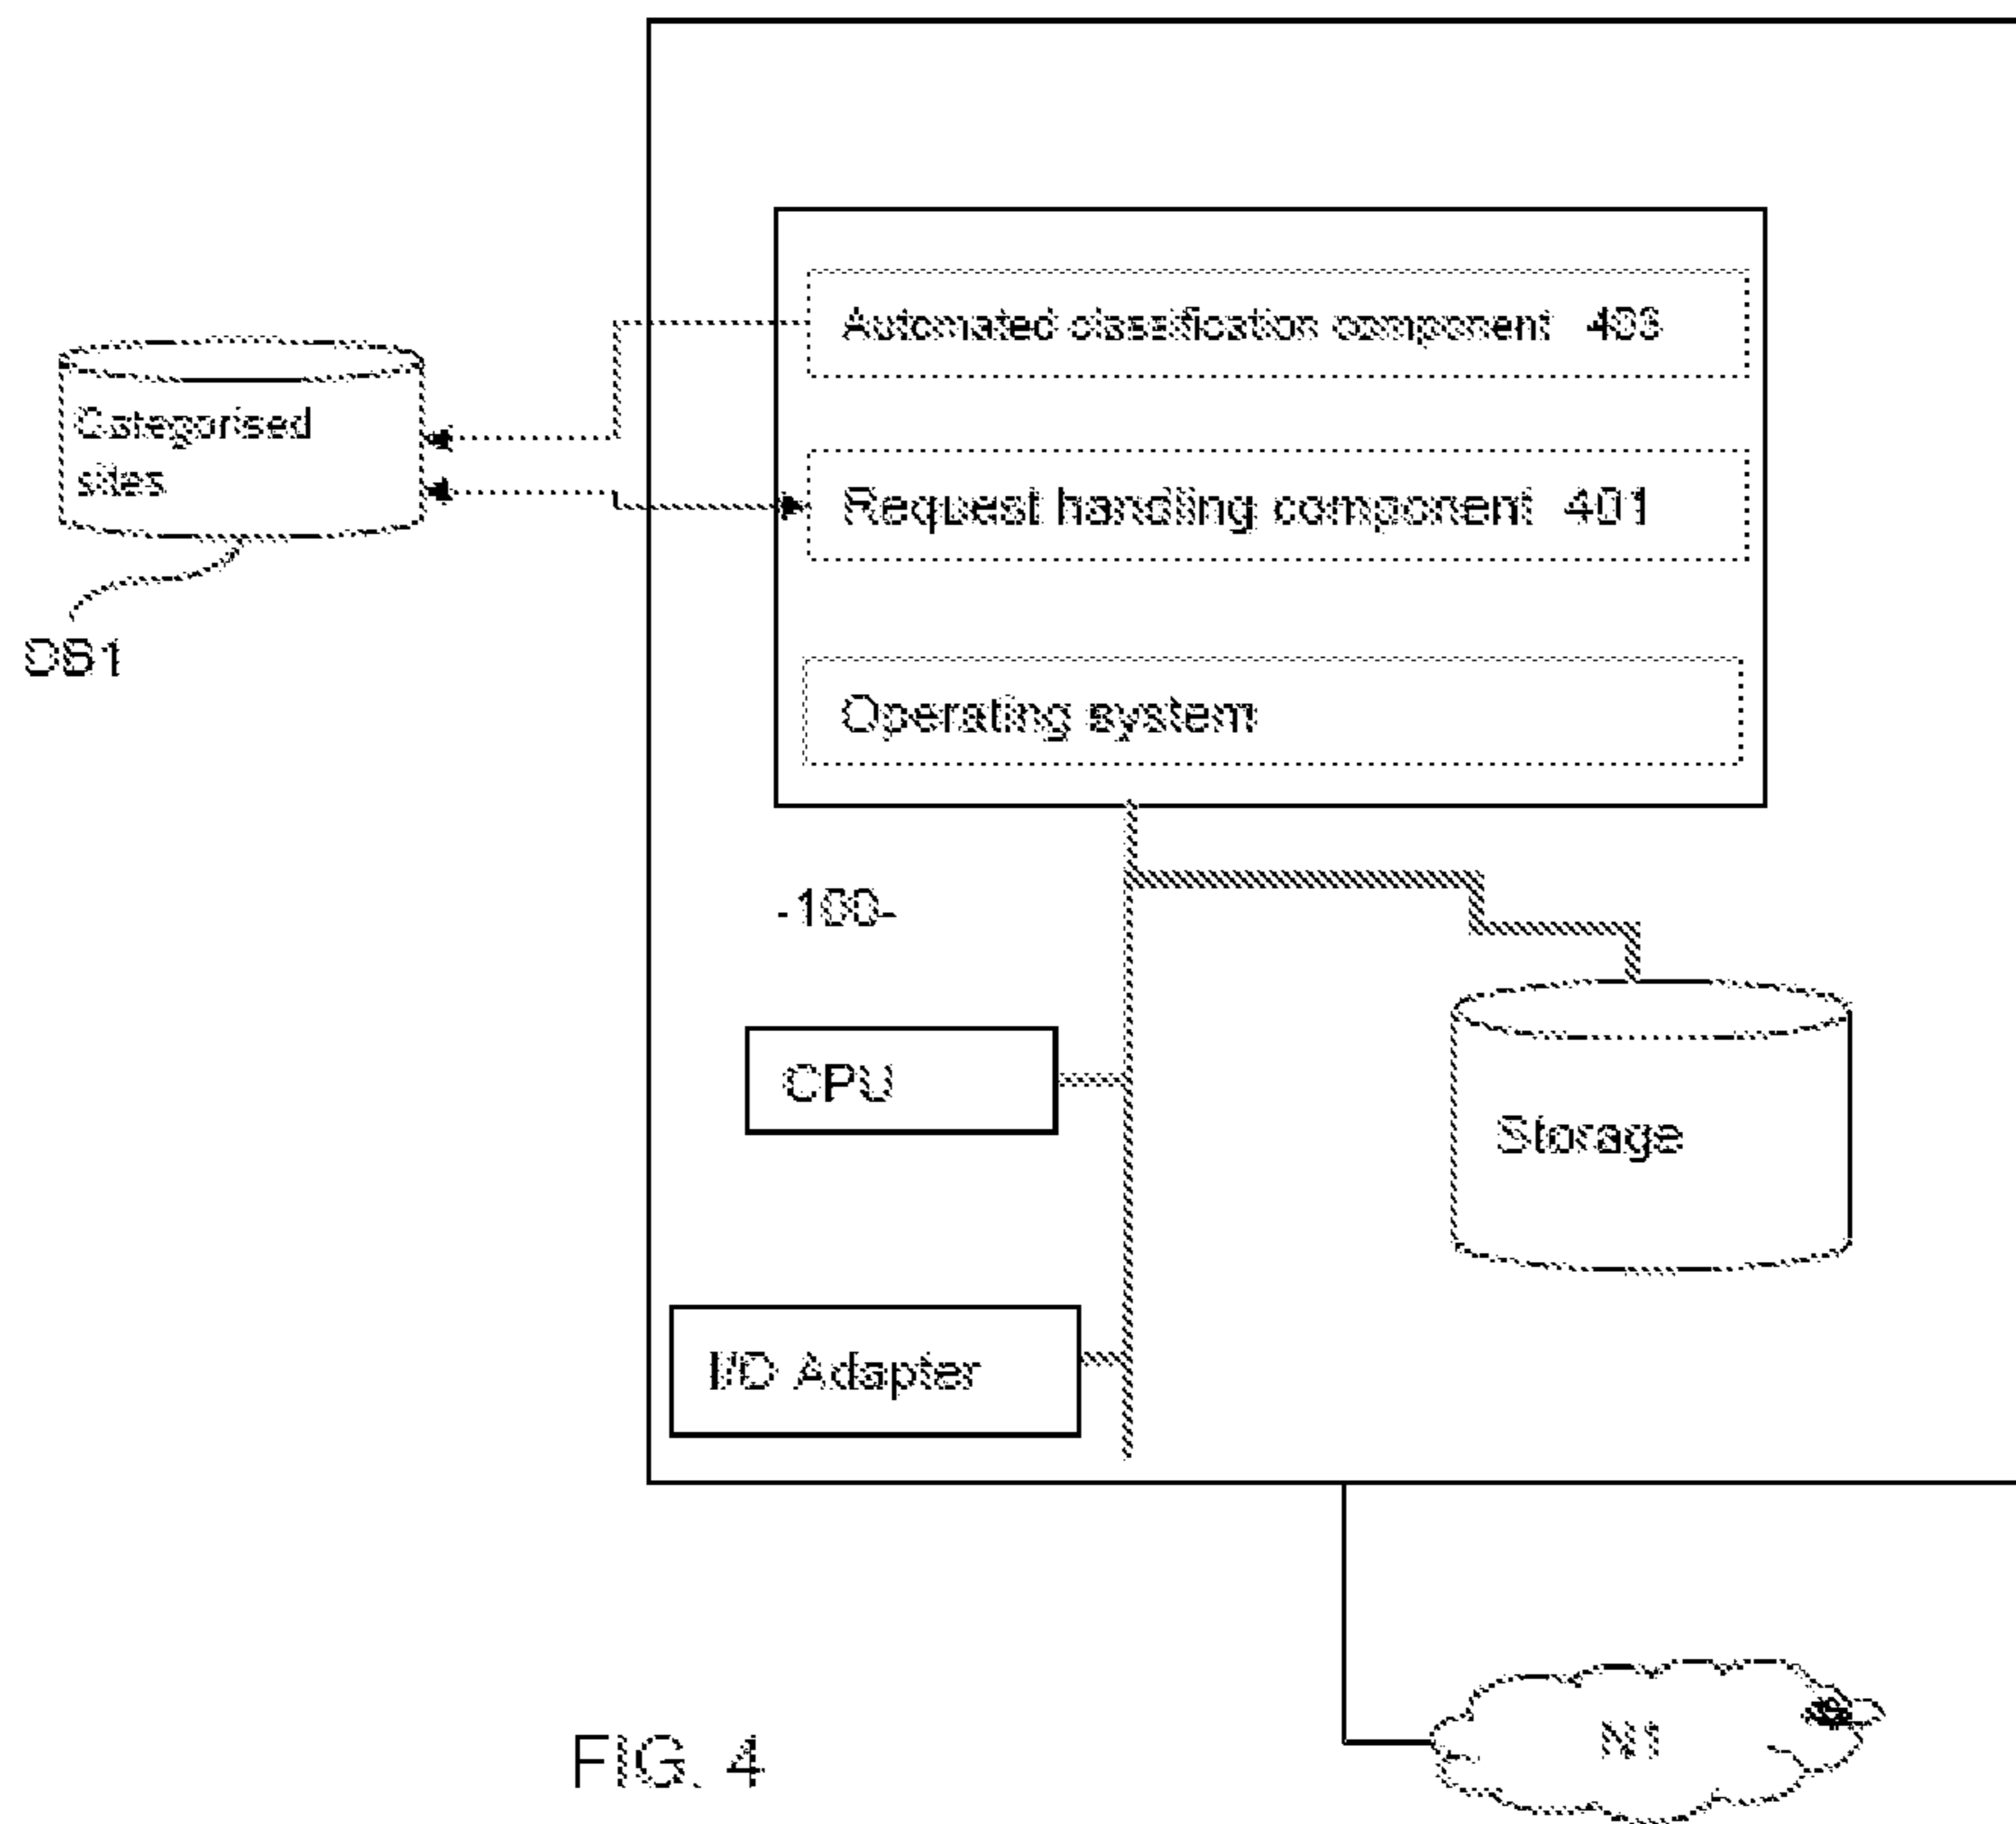 Automated classification component 403
Categorised
sites
Request handling component 401
DB1
Operating system
-100-
CPU
Storage
I/O Adapter
N1
FIG. 4